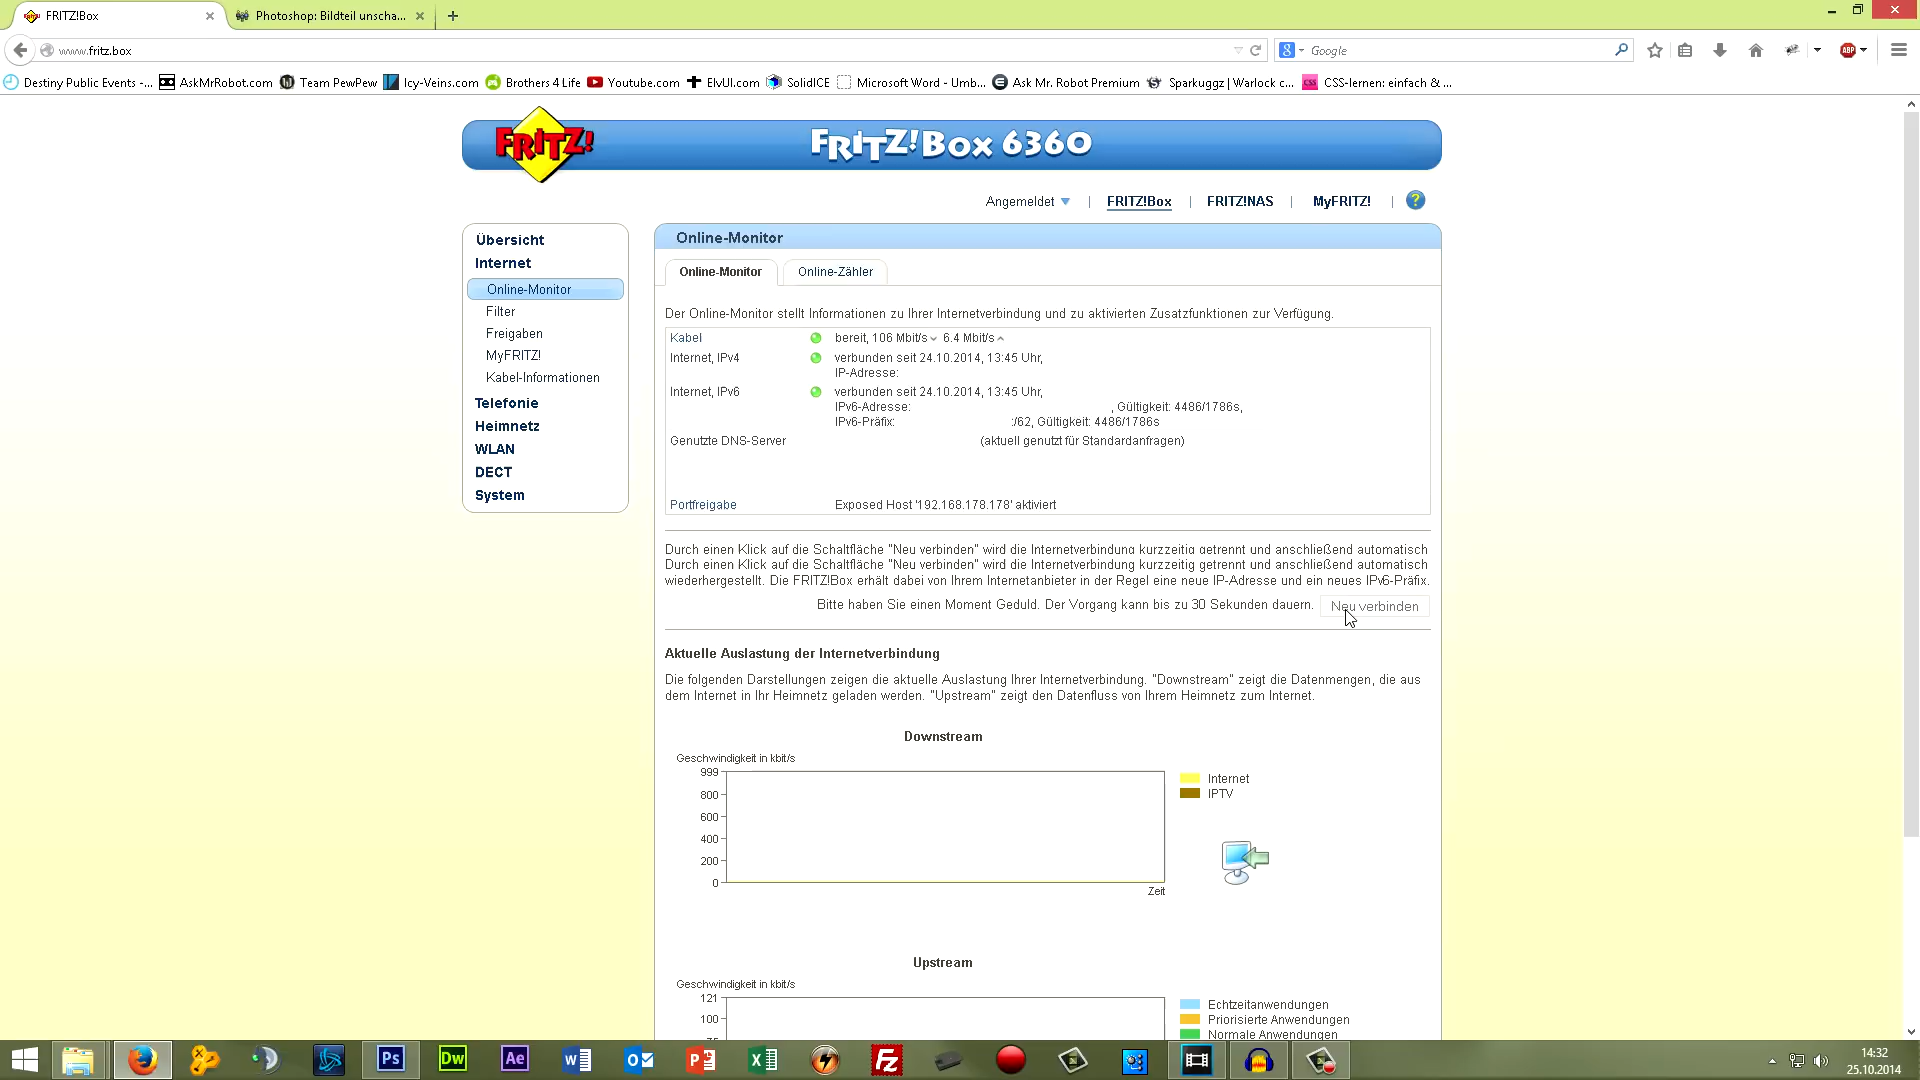 FRITZ!Box
Photoshop: Bildteil unscha...
www.fritz.box
Google
Destiny Public Events -...
AskMrRobot.com
Team PewPew
Icy-Veins.com
Brothers 4 Life
Youtube.com
ElvUI.com
SolidICE
Microsoft Word - Umb...
Ask Mr. Robot Premium
Sparkuggz | Warlock c...
CSS-lernen: einfach & ...
FRITZ!
FRITZ!Box 6360
Angemeldet | FRITZ!Box | FRITZ!NAS | MyFRITZ! | ?
Übersicht
Internet
Online-Monitor
Filter
Freigaben
MyFRITZ!
Kabel-Informationen
Telefonie
Heimnetz
WLAN
DECT
System
Online-Monitor
Online-Monitor
Online-Zähler
Der Online-Monitor stellt Informationen zu Ihrer Internetverbindung und zu aktivierten Zusatzfunktionen zur Verfügung.
Kabel bereit, 106 Mbit/s 6.4 Mbit/s
Internet, IPv4 verbunden seit 24.10.2014, 13:45 Uhr,
IP-Adresse:
Internet, IPv6 verbunden seit 24.10.2014, 13:45 Uhr,
IPv6-Adresse: , Gültigkeit: 4486/1786s,
IPv6-Präfix: :/62, Gültigkeit: 4486/1786s
Genutzte DNS-Server (aktuell genutzt für Standardanfragen)
Portfreigabe Exposed Host '192.168.178.178' aktiviert
Durch einen Klick auf die Schaltfläche "Neu verbinden" wird die Internetverbindung kurzzeitig getrennt und anschließend automatisch
Durch einen Klick auf die Schaltfläche "Neu verbinden" wird die Internetverbindung kurzzeitig getrennt und anschließend automatisch
wiederhergestellt. Die FRITZ!Box erhält dabei von Ihrem Internetanbieter in der Regel eine neue IP-Adresse und ein neues IPv6-Präfix.
Bitte haben Sie einen Moment Geduld. Der Vorgang kann bis zu 30 Sekunden dauern. Neu verbinden
Aktuelle Auslastung der Internetverbindung
Die folgenden Darstellungen zeigen die aktuelle Auslastung Ihrer Internetverbindung. "Downstream" zeigt die Datenmengen, die aus
dem Internet in Ihr Heimnetz geladen werden. "Upstream" zeigt den Datenfluss von Ihrem Heimnetz zum Internet.
Downstream
Geschwindigkeit in kbit/s
999
800
600
400
200
0
Zeit
Internet
IPTV
Upstream
Geschwindigkeit in kbit/s
121
100
Echtzeitanwendungen
Priorisierte Anwendungen
Normale Anwendungen
Ps
Dw
Ae
14:32
25.10.2014